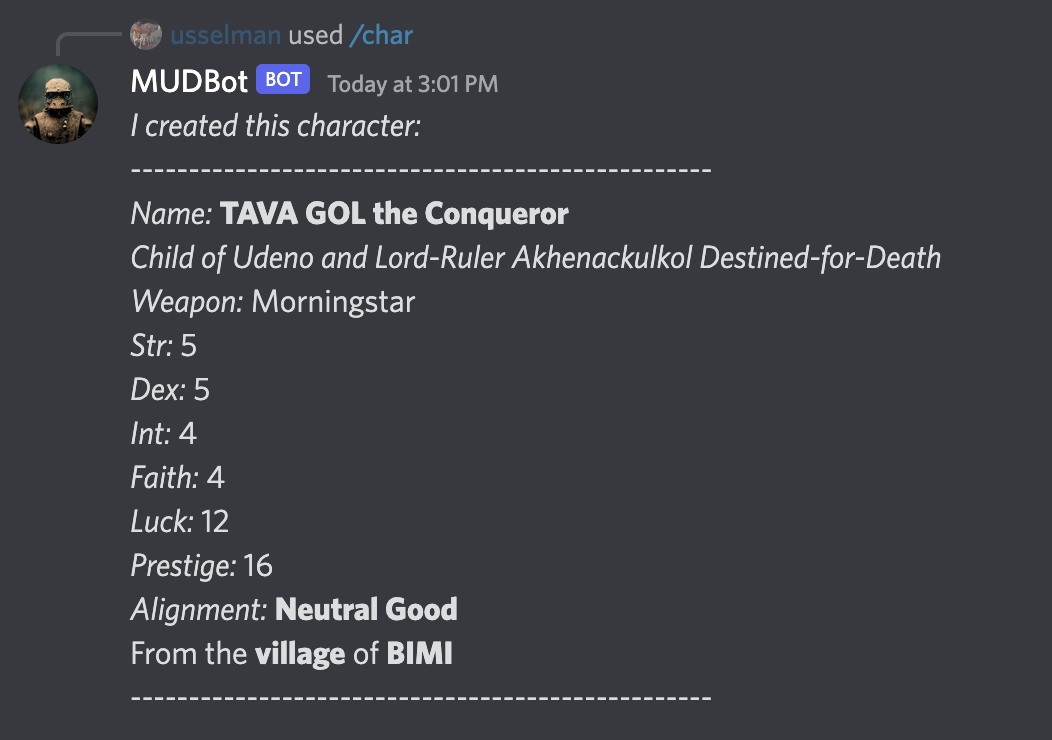 usselman used /char
MUDBot BOT Today at 3:01 PM
I created this character:
--------------------------------------------------
Name: TAVA GOL the Conqueror
Child of Udeno and Lord-Ruler Akhenackulkol Destined-for-Death
Weapon: Morningstar
Str: 5
Dex: 5
Int: 4
Faith: 4
Luck: 12
Prestige: 16
Alignment: Neutral Good
From the village of BIMI
--------------------------------------------------